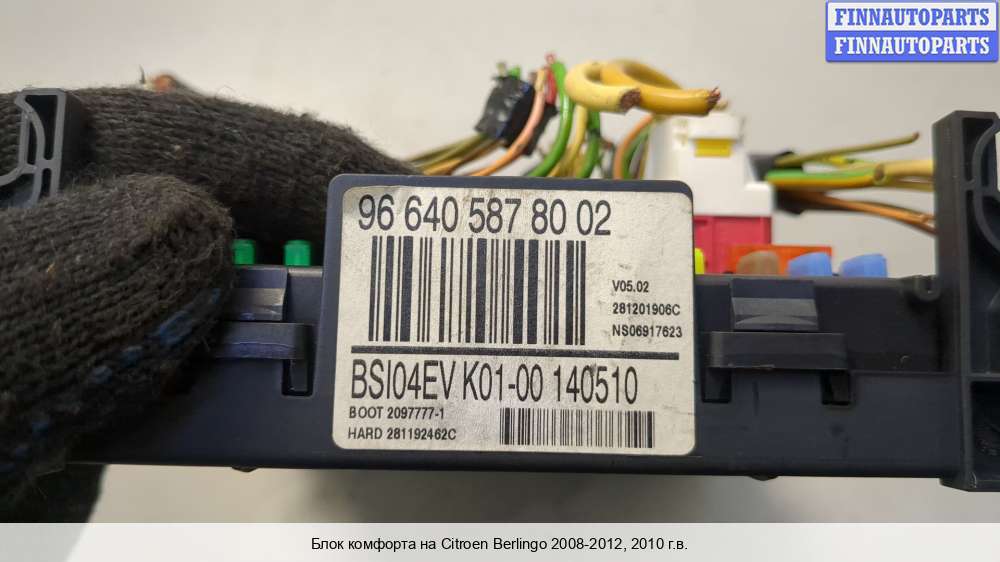 FINNAUTOPARTS
FINNAUTOPARTS
96 640 587 80 02
V05.02
281201906C
NS06917623
BSI04EV K01-00 140510
BOOT 2097777-1
HARD 281192462C
Блок комфорта на Citroen Berlingo 2008-2012, 2010 г.в.